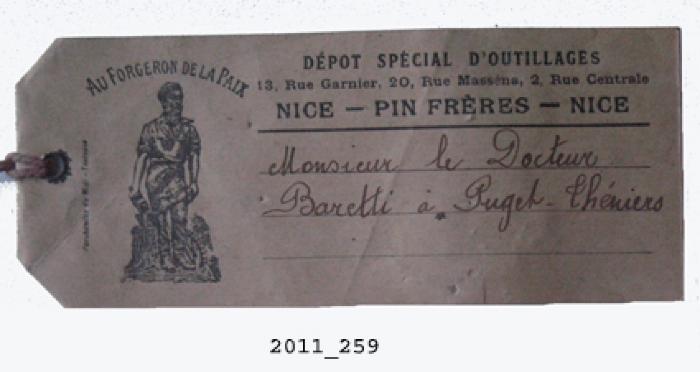 AU FORGERON DE LA PAIX
DÉPOT SPÉCIAL D'OUTILLAGES
13, Rue Garnier, 20, Rue Masséna, 2, Rue Centrale
NICE — PIN FRÈRES — NICE
Monsieur le Docteur
Baretti à Puget-Théniers
2011_259